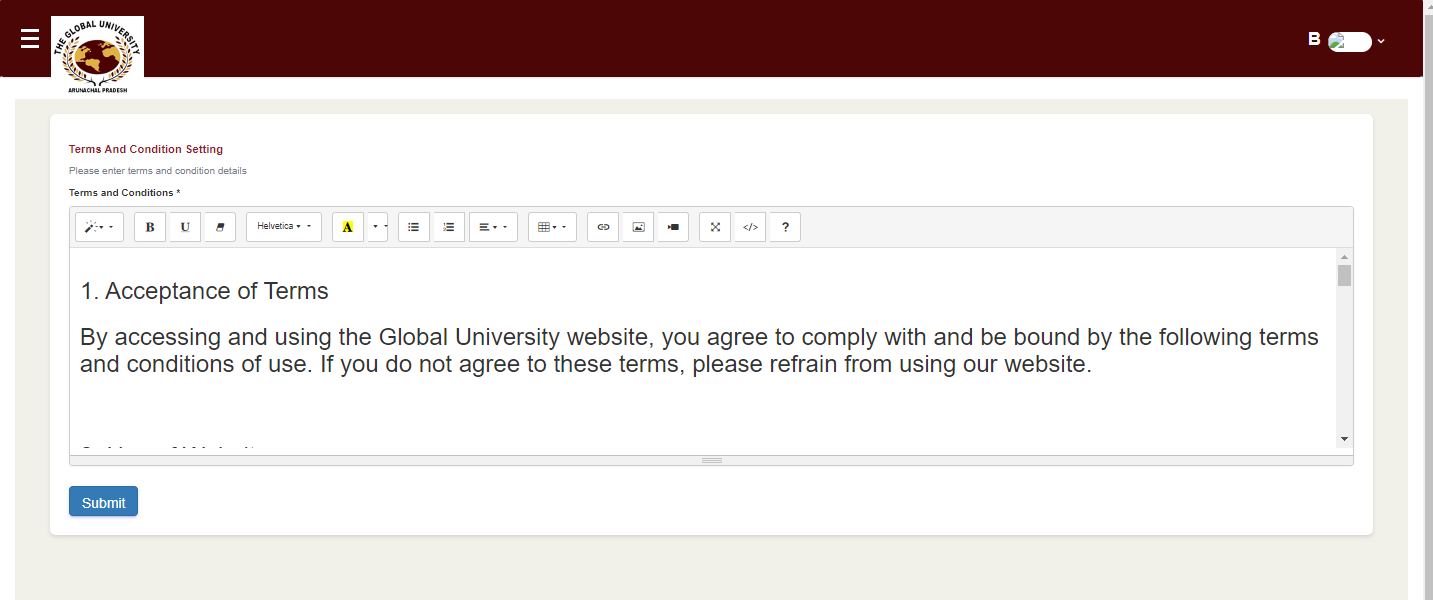 THE GLOBAL UNIVERSITY
ARUNACHAL PRADESH
B
Terms And Condition Setting
Please enter terms and condition details
Terms and Conditions *
B U Helvetica A </> ?
1. Acceptance of Terms
By accessing and using the Global University website, you agree to comply with and be bound by the following terms
and conditions of use. If you do not agree to these terms, please refrain from using our website.
Submit